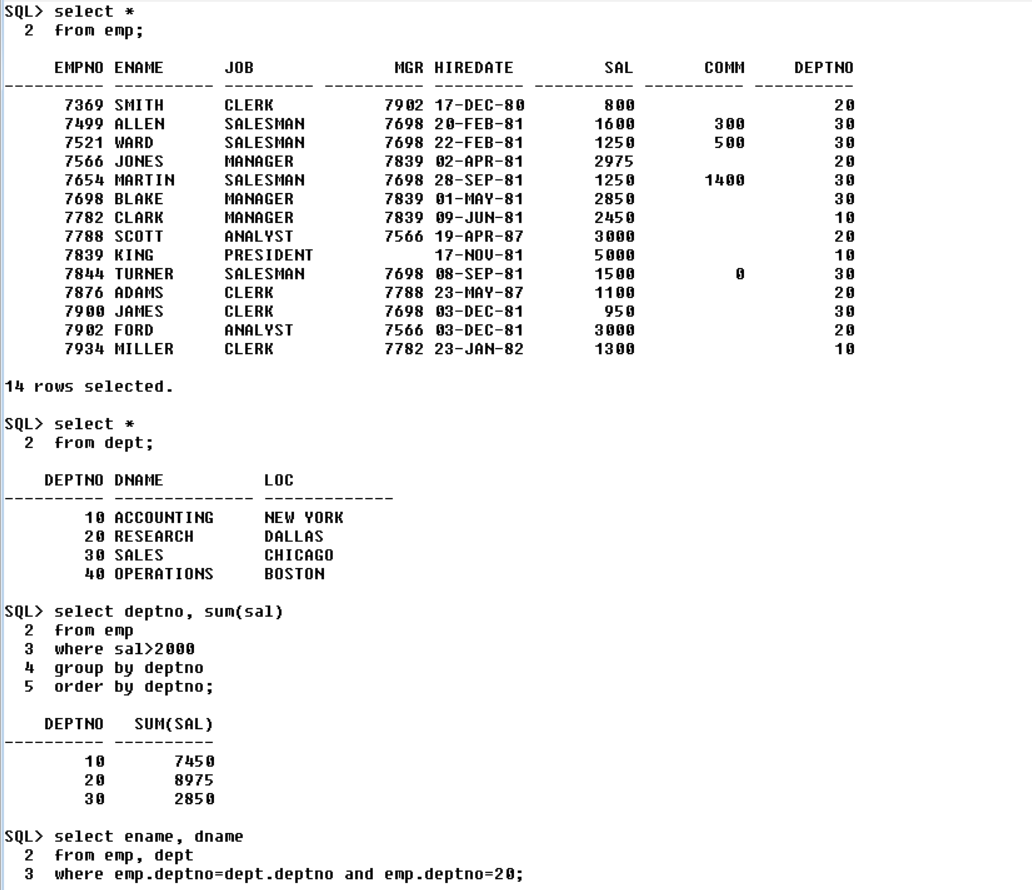 SQL> select *
  2  from emp;
     EMPNO ENAME      JOB              MGR HIREDATE         SAL       COMM     DEPTNO
---------- ---------- --------- ---------- --------- ---------- ---------- ----------
      7369 SMITH      CLERK           7902 17-DEC-80        800                    20
      7499 ALLEN      SALESMAN        7698 20-FEB-81       1600        300         30
      7521 WARD       SALESMAN        7698 22-FEB-81       1250        500         30
      7566 JONES      MANAGER         7839 02-APR-81       2975                    20
      7654 MARTIN     SALESMAN        7698 28-SEP-81       1250       1400         30
      7698 BLAKE      MANAGER         7839 01-MAY-81       2850                    30
      7782 CLARK      MANAGER         7839 09-JUN-81       2450                    10
      7788 SCOTT      ANALYST         7566 19-APR-87       3000                    20
      7839 KING       PRESIDENT            17-NOV-81       5000                    10
      7844 TURNER     SALESMAN        7698 08-SEP-81       1500          0         30
      7876 ADAMS      CLERK           7788 23-MAY-87       1100                    20
      7900 JAMES      CLERK           7698 03-DEC-81        950                    30
      7902 FORD       ANALYST         7566 03-DEC-81       3000                    20
      7934 MILLER     CLERK           7782 23-JAN-82       1300                    10
14 rows selected.
SQL> select *
  2  from dept;
    DEPTNO DNAME          LOC
---------- -------------- -------------
        10 ACCOUNTING     NEW YORK
        20 RESEARCH       DALLAS
        30 SALES          CHICAGO
        40 OPERATIONS     BOSTON
SQL> select deptno, sum(sal)
  2  from emp
  3  where sal>2000
  4  group by deptno
  5  order by deptno;
    DEPTNO   SUM(SAL)
---------- ----------
        10       7450
        20       8975
        30       2850
SQL> select ename, dname
  2  from emp, dept
  3  where emp.deptno=dept.deptno and emp.deptno=20;